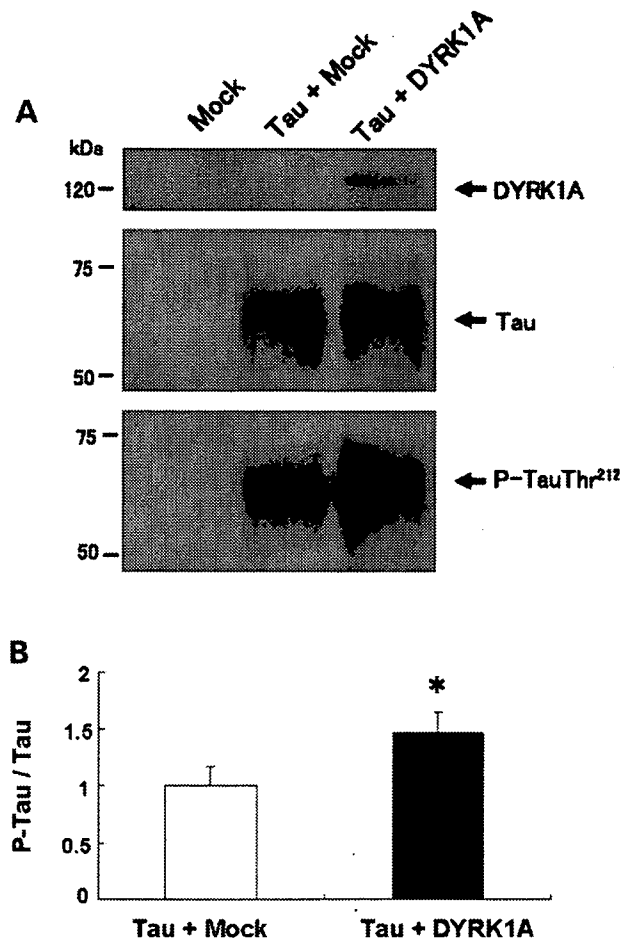 A
Mock
Tau + Mock
Tau + DYRK1A
kDa
120
DYRK1A
75
Tau
50
75
P-TauThr²¹²
50
B
P-Tau / Tau
2
1.5
1
0.5
0
*
Tau + Mock
Tau + DYRK1A